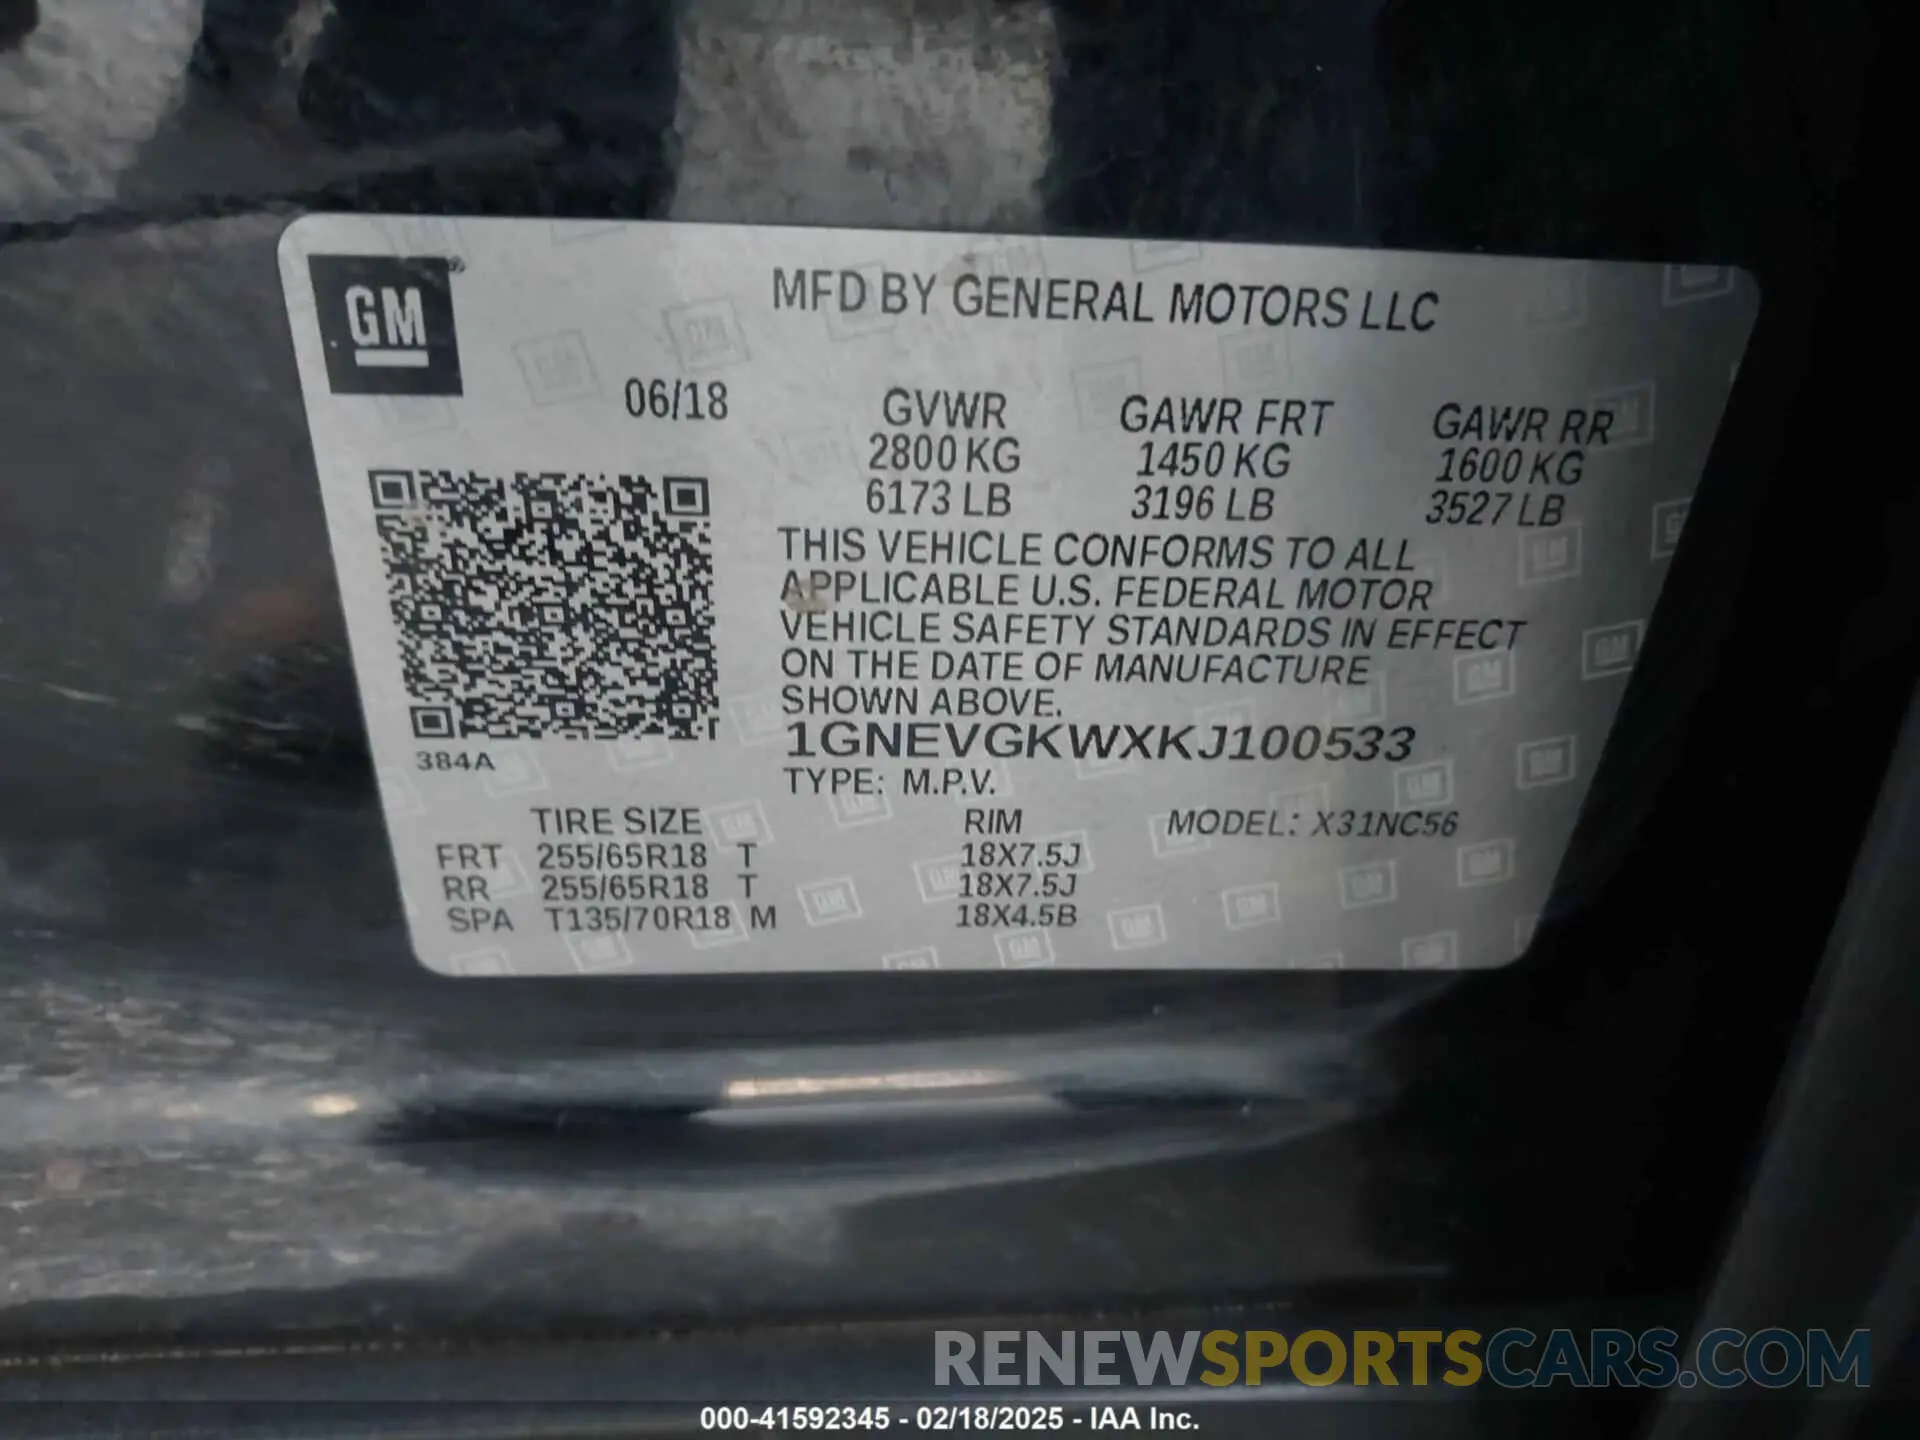 GM®
MFD BY GENERAL MOTORS LLC
06/18
GVWR GAWR FRT GAWR RR
2800 KG 1450 KG 1600 KG
6173 LB 3196 LB 3527 LB
THIS VEHICLE CONFORMS TO ALL
APPLICABLE U.S. FEDERAL MOTOR
VEHICLE SAFETY STANDARDS IN EFFECT
ON THE DATE OF MANUFACTURE
SHOWN ABOVE.
1GNEVGKWXKJ100533
384A
TYPE: M.P.V.
TIRE SIZE RIM MODEL: X31NC56
FRT 255/65R18 T 18X7.5J
RR 255/65R18 T 18X7.5J
SPA T135/70R18 M 18X4.5B
RENEWSPORTSCARS.COM
000-41592345 - 02/18/2025 - IAA Inc.